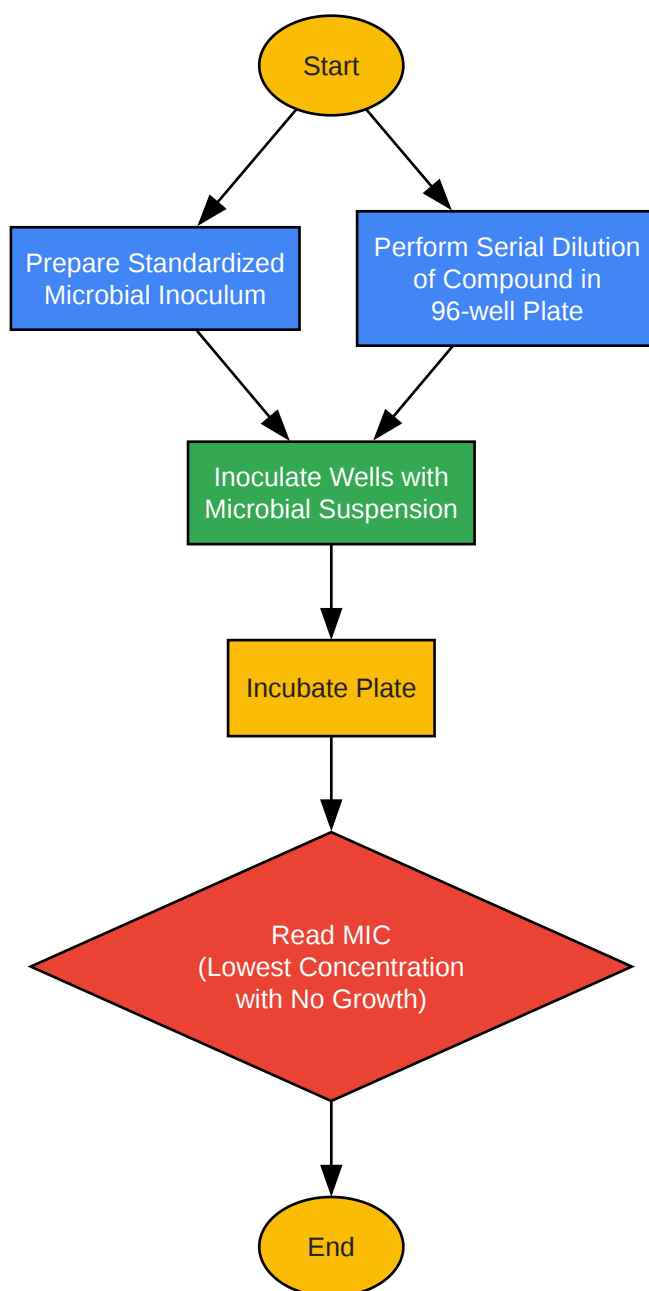 Start
Prepare Standardized
Microbial Inoculum
Perform Serial Dilution
of Compound in
96-well Plate
Inoculate Wells with
Microbial Suspension
Incubate Plate
Read MIC
(Lowest Concentration
with No Growth)
End